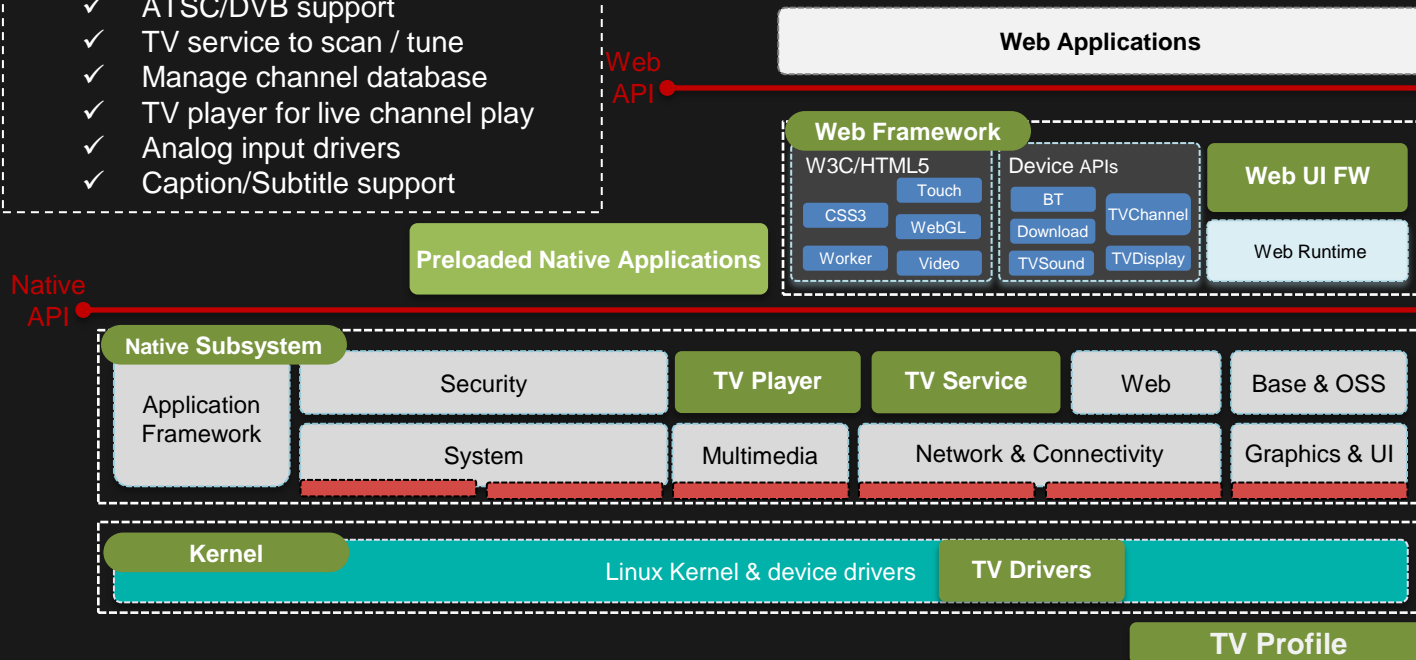 ✓ ATSC/DVB support
✓ TV service to scan / tune
✓ Manage channel database
✓ TV player for live channel play
✓ Analog input drivers
✓ Caption/Subtitle support
Web
API
Web Applications
Web Framework
W3C/HTML5
Touch
CSS3
WebGL
Worker
Video
Device APIs
BT
TVChannel
Download
TVSound
TVDisplay
Web UI FW
Web Runtime
Preloaded Native Applications
Native
API
Native Subsystem
Application
Framework
Security
TV Player
TV Service
Web
Base & OSS
System
Multimedia
Network & Connectivity
Graphics & UI
Kernel
Linux Kernel & device drivers
TV Drivers
TV Profile